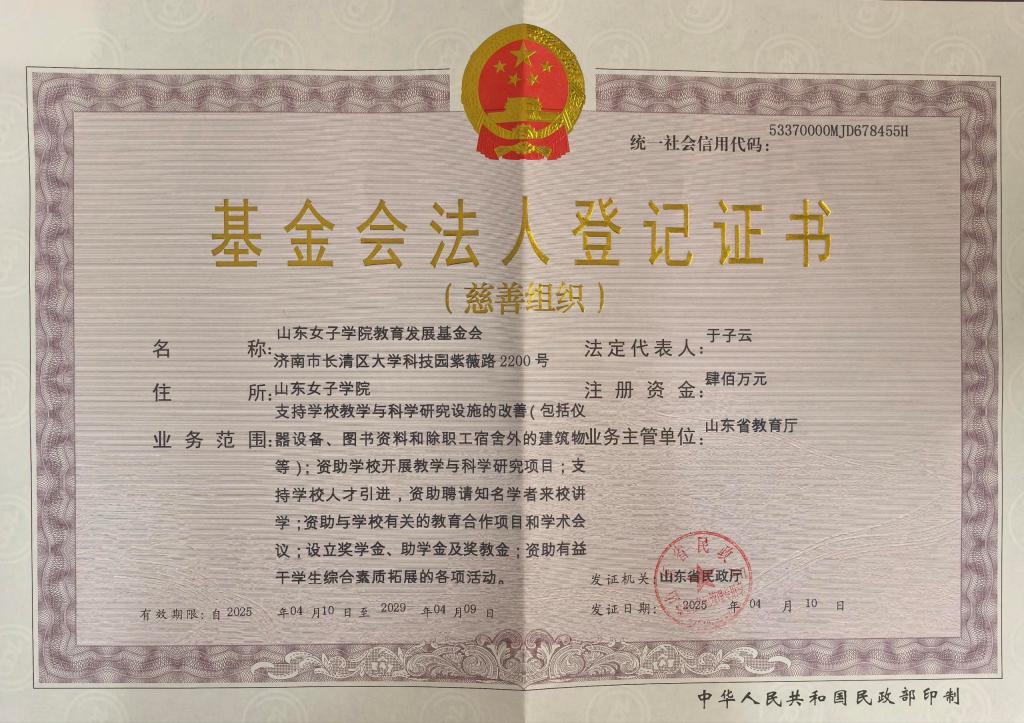 统一社会信用代码：53370000MJD678455H
基金会法人登记证书
（慈善组织）
名称：山东女子学院教育发展基金会
法定代表人：于子云
住所：济南市长清区大学科技园紫薇路2200号
山东女子学院
注册资金：肆佰万元
业务范围：支持学校教学与科学研究设施的改善（包括仪
器设备、图书资料和除职工宿舍外的建筑物
等）；资助学校开展教学与科学研究项目；支
持学校人才引进，资助聘请知名学者来校讲
学；资助与学校有关的教育合作项目和学术会
议；设立奖学金、助学金及奖教金；资助有益
于学生综合素质拓展的各项活动。
业务主管单位：山东省教育厅
发证机关：山东省民政厅
有效期限：自2025年04月10日至2029年04月09日
发证日期：2025年04月10日
中华人民共和国民政部印制